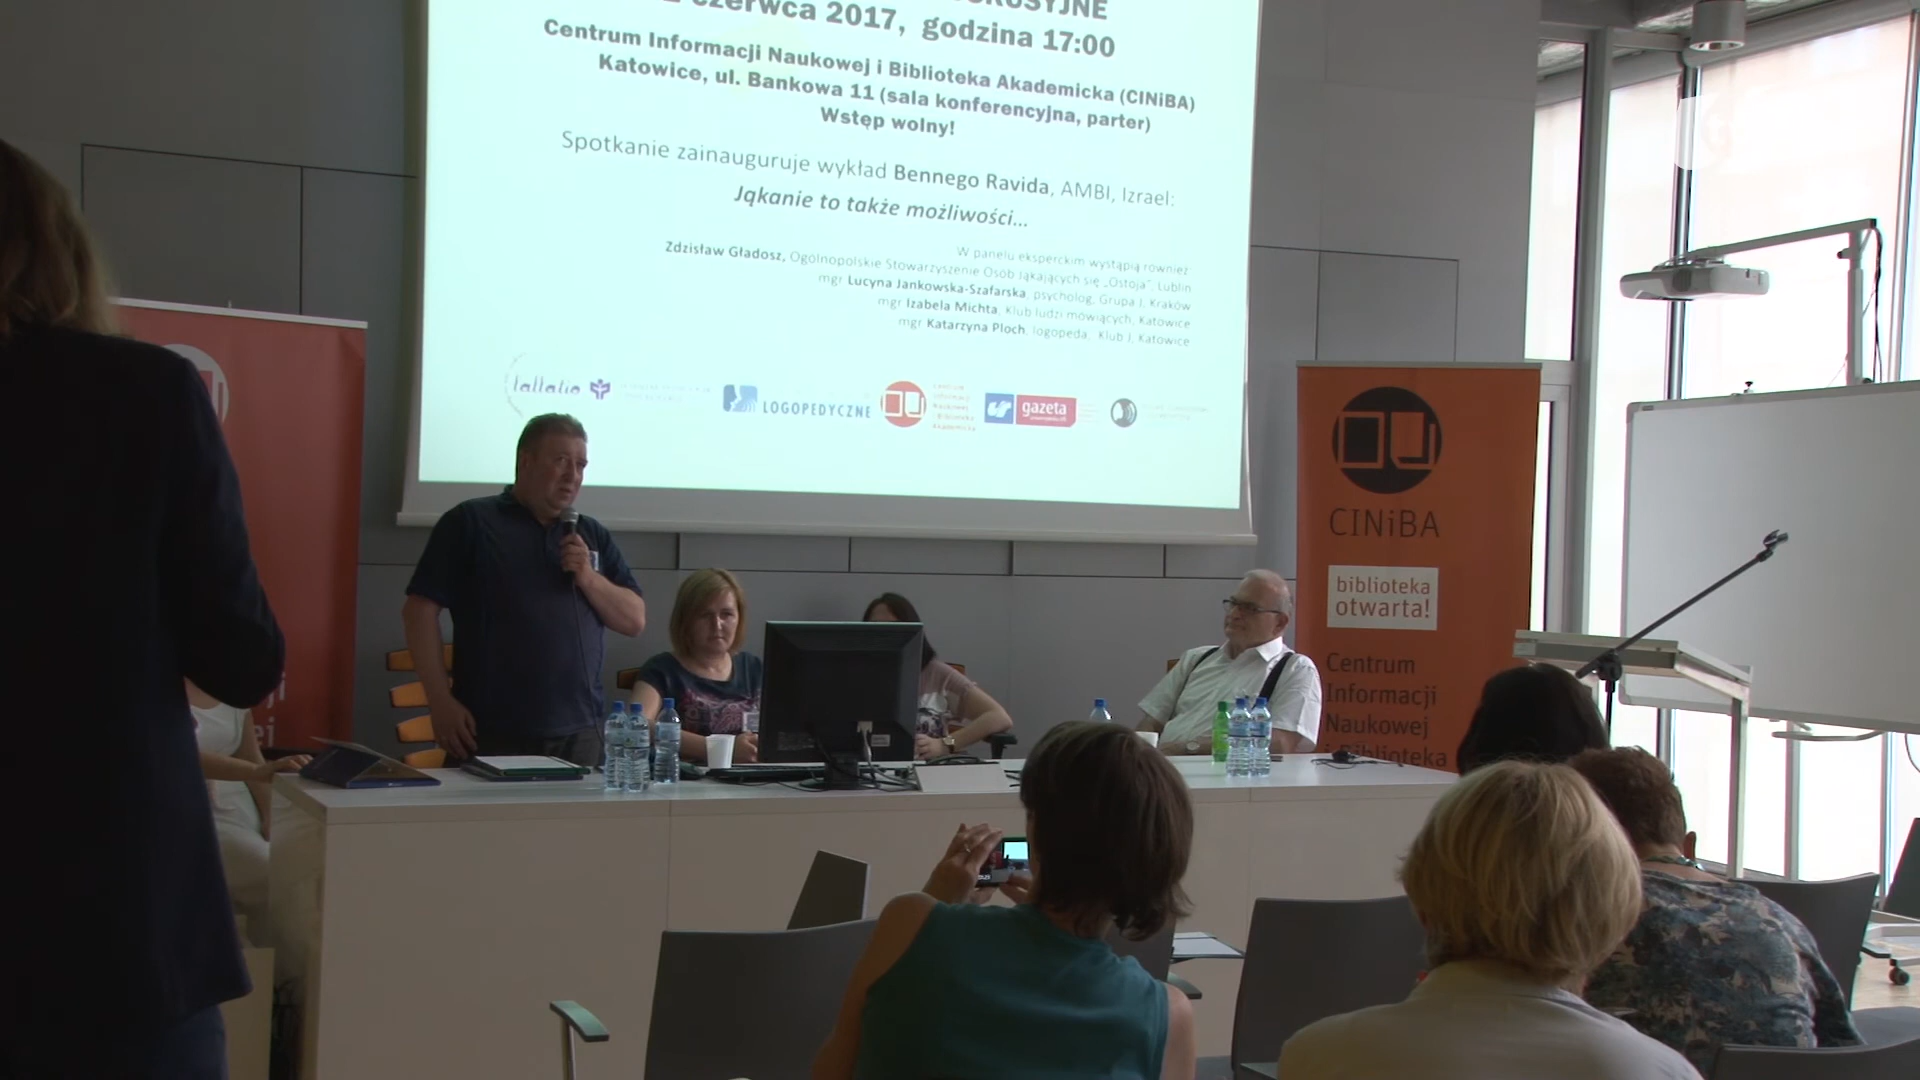 czerwca 2017, godzina 17:00
Centrum Informacji Naukowej i Biblioteka Akademicka (CINiBA)
Katowice, ul. Bankowa 11 (sala konferencyjna, parter)
Wstęp wolny!
Spotkanie zainauguruje wykład Bennego Ravida, AMBI, Izrael:
Jąkanie to także możliwości...
W panelu eksperckim wystąpią również:
Zdzisław Gładosz, Ogólnopolskie Stowarzyszenie Osób Jąkających się „Ostoja", Lublin
mgr Lucyna Jankowska-Szafarska, psycholog, Grupa J, Kraków
mgr Izabela Michta, Klub ludzi mówiących, Katowice
mgr Katarzyna Ploch, logopeda, Klub J, Katowice
LOGOPEDYCZNE
gazeta
CINiBA
biblioteka
otwarta!
Centrum
Informacji
Naukowej
i Biblioteka